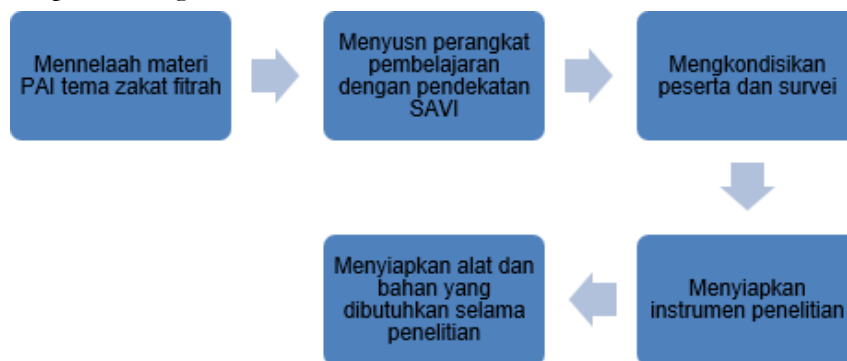 Mennelaah materi
PAI tema zakat fitrah
Menyusn perangkat
pembelajaran
dengan pendekatan
SAVI
Mengkondisikan
peserta dan survei
Menyiapkan
instrumen penelitian
Menyiapkan alat dan
bahan yang
dibutuhkan selama
penelitian